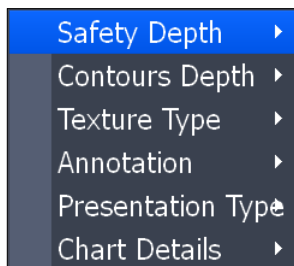 Safety Depth
Contours Depth
Texture Type
Annotation
Presentation Type
Chart Details